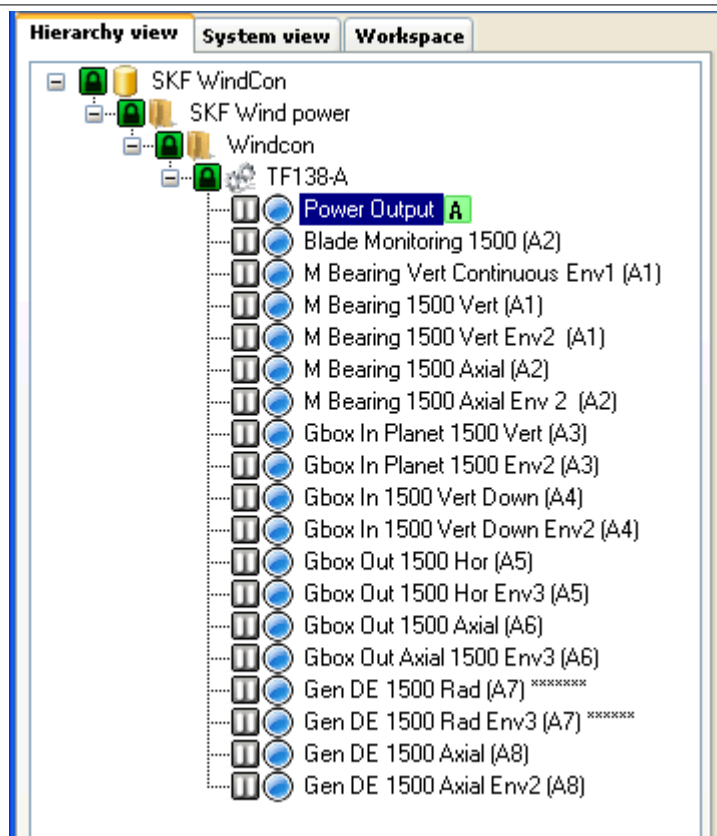 Hierarchy view System view Workspace
SKF WindCon
SKF Wind power
Windcon
TF138-A
Power Output A
Blade Monitoring 1500 (A2)
M Bearing Vert Continuous Env1 (A1)
M Bearing 1500 Vert (A1)
M Bearing 1500 Vert Env2 (A1)
M Bearing 1500 Axial (A2)
M Bearing 1500 Axial Env 2 (A2)
Gbox In Planet 1500 Vert (A3)
Gbox In Planet 1500 Env2 (A3)
Gbox In 1500 Vert Down (A4)
Gbox In 1500 Vert Down Env2 (A4)
Gbox Out 1500 Hor (A5)
Gbox Out 1500 Hor Env3 (A5)
Gbox Out 1500 Axial (A6)
Gbox Out Axial 1500 Env3 (A6)
Gen DE 1500 Rad (A7) *******
Gen DE 1500 Rad Env3 (A7) ******
Gen DE 1500 Axial (A8)
Gen DE 1500 Axial Env2 (A8)